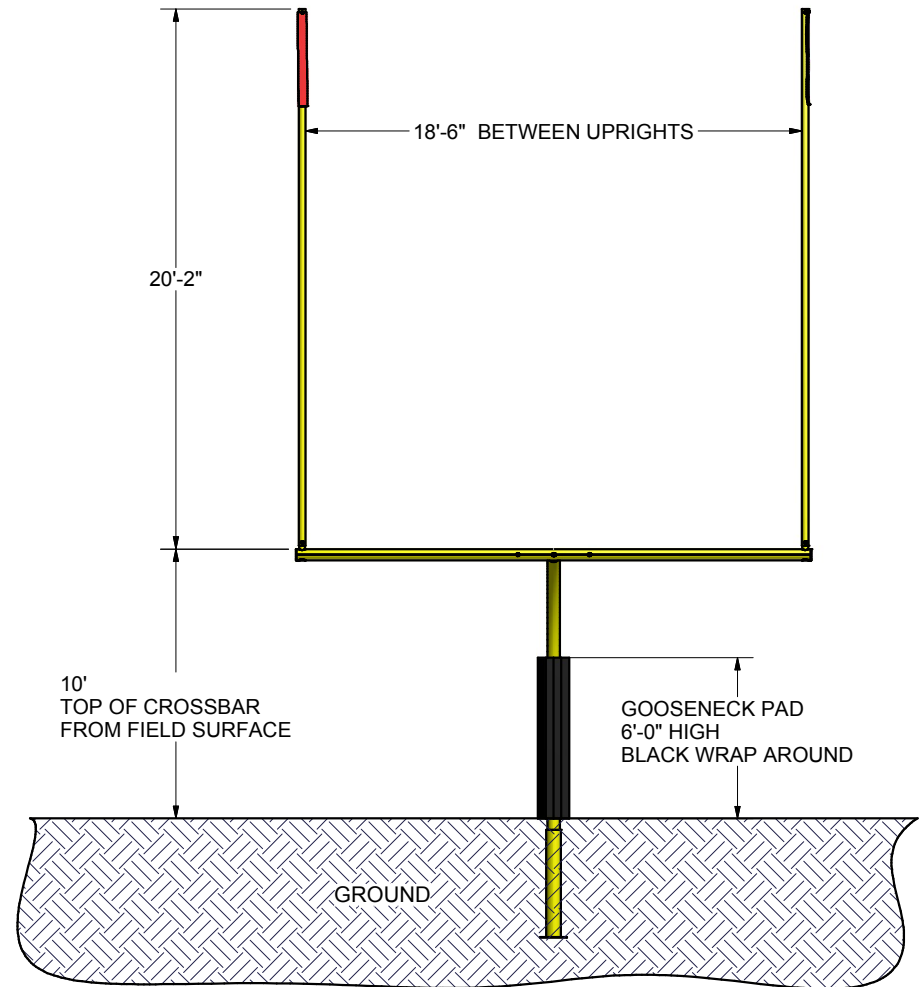 18'-6" BETWEEN UPRIGHTS
20'-2"
10'
TOP OF CROSSBAR
FROM FIELD SURFACE
GOOSENECK PAD
6'-0" HIGH
BLACK WRAP AROUND
GROUND